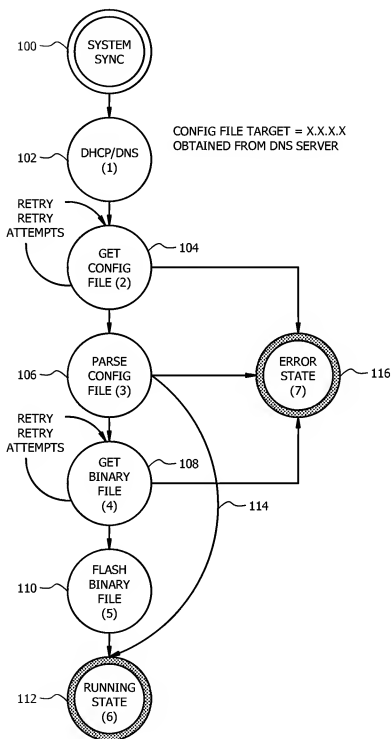 100
SYSTEM
SYNC
102
DHCP/DNS
(1)
CONFIG FILE TARGET = X.X.X.X
OBTAINED FROM DNS SERVER
RETRY
RETRY
ATTEMPTS
104
GET
CONFIG
FILE (2)
106
PARSE
CONFIG
FILE (3)
ERROR
STATE
(7)
116
RETRY
RETRY
ATTEMPTS
108
GET
BINARY
FILE
(4)
114
110
FLASH
BINARY
FILE
(5)
112
RUNNING
STATE
(6)